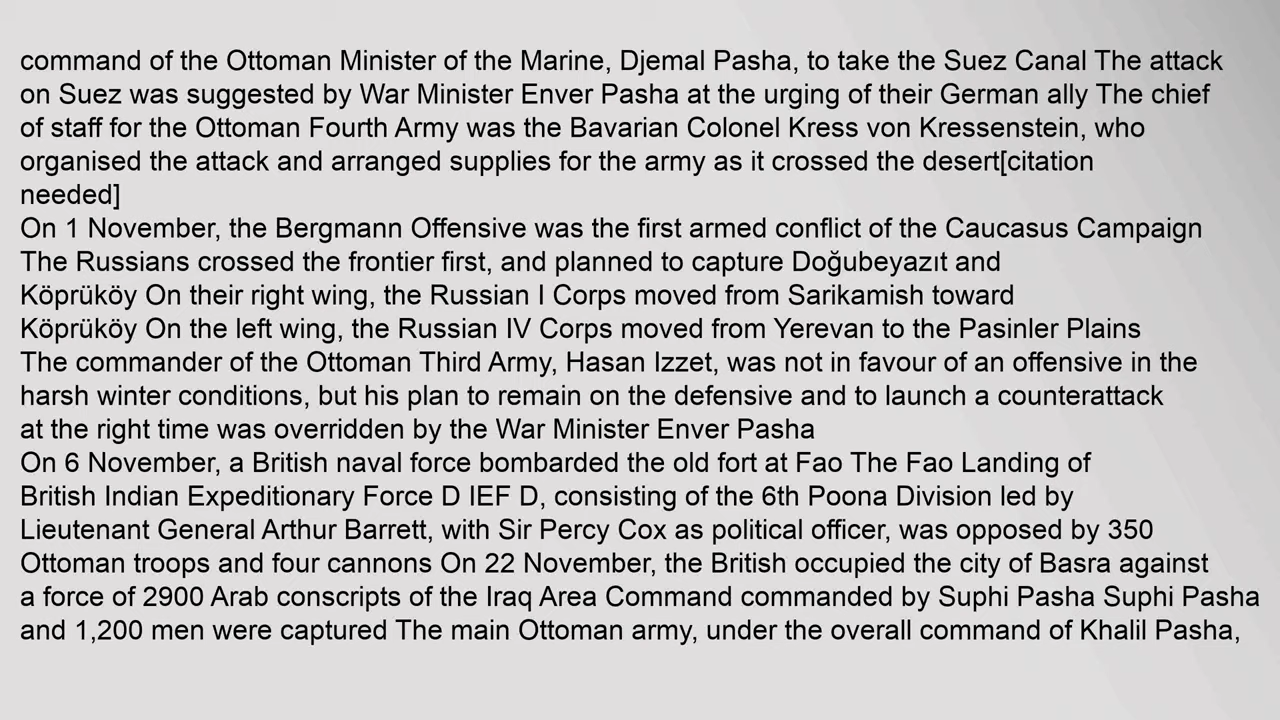 command of the Ottoman Minister of the Marine, Djemal Pasha, to take the Suez Canal The attack
on Suez was suggested by War Minister Enver Pasha at the urging of their German ally The chief
of staff for the Ottoman Fourth Army was the Bavarian Colonel Kress von Kressenstein, who
organised the attack and arranged supplies for the army as it crossed the desert[citation
needed]
On 1 November, the Bergmann Offensive was the first armed conflict of the Caucasus Campaign
The Russians crossed the frontier first, and planned to capture Doğubeyazıt and
Köprüköy On their right wing, the Russian I Corps moved from Sarikamish toward
Köprüköy On the left wing, the Russian IV Corps moved from Yerevan to the Pasinler Plains
The commander of the Ottoman Third Army, Hasan Izzet, was not in favour of an offensive in the
harsh winter conditions, but his plan to remain on the defensive and to launch a counterattack
at the right time was overridden by the War Minister Enver Pasha
On 6 November, a British naval force bombarded the old fort at Fao The Fao Landing of
British Indian Expeditionary Force D IEF D, consisting of the 6th Poona Division led by
Lieutenant General Arthur Barrett, with Sir Percy Cox as political officer, was opposed by 350
Ottoman troops and four cannons On 22 November, the British occupied the city of Basra against
a force of 2900 Arab conscripts of the Iraq Area Command commanded by Suphi Pasha Suphi Pasha
and 1,200 men were captured The main Ottoman army, under the overall command of Khalil Pasha,